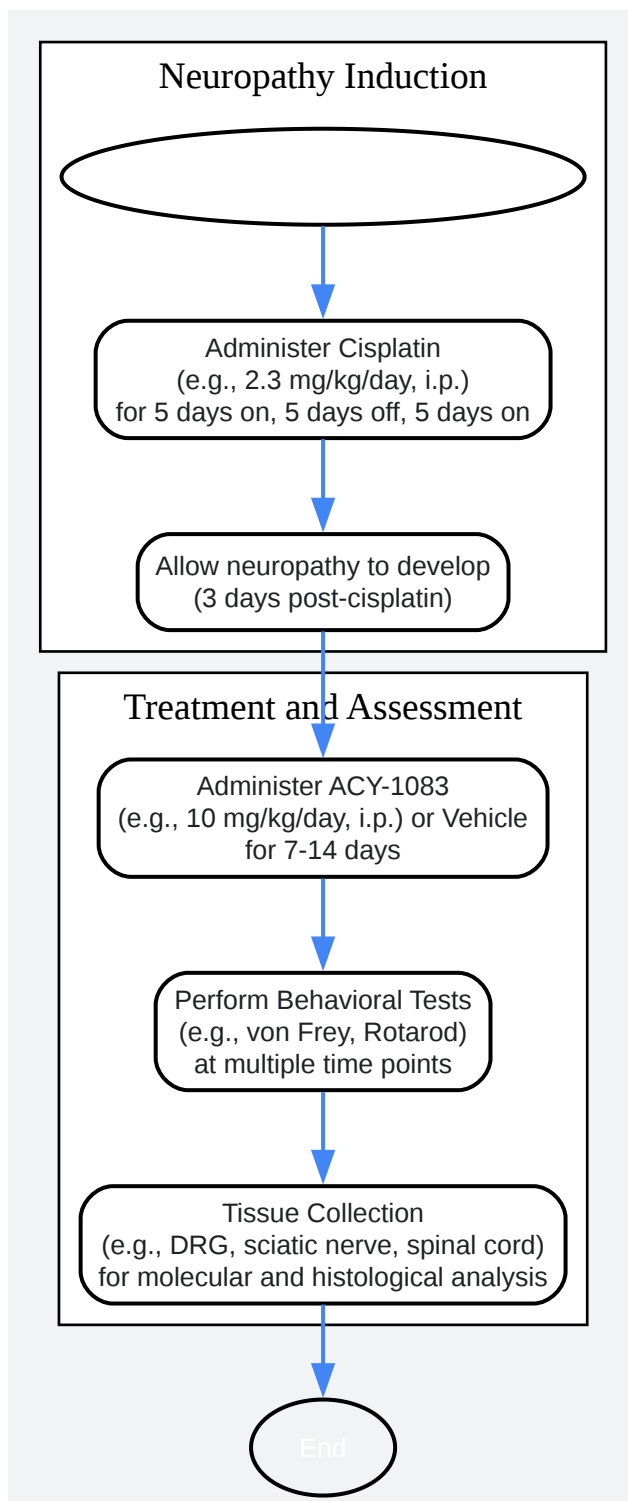 Neuropathy Induction
Administer Cisplatin
(e.g., 2.3 mg/kg/day, i.p.)
for 5 days on, 5 days off, 5 days on
Allow neuropathy to develop
(3 days post-cisplatin)
Treatment and Assessment
Administer ACY-1083
(e.g., 10 mg/kg/day, i.p.) or Vehicle
for 7-14 days
Perform Behavioral Tests
(e.g., von Frey, Rotarod)
at multiple time points
Tissue Collection
(e.g., DRG, sciatic nerve, spinal cord)
for molecular and histological analysis
End